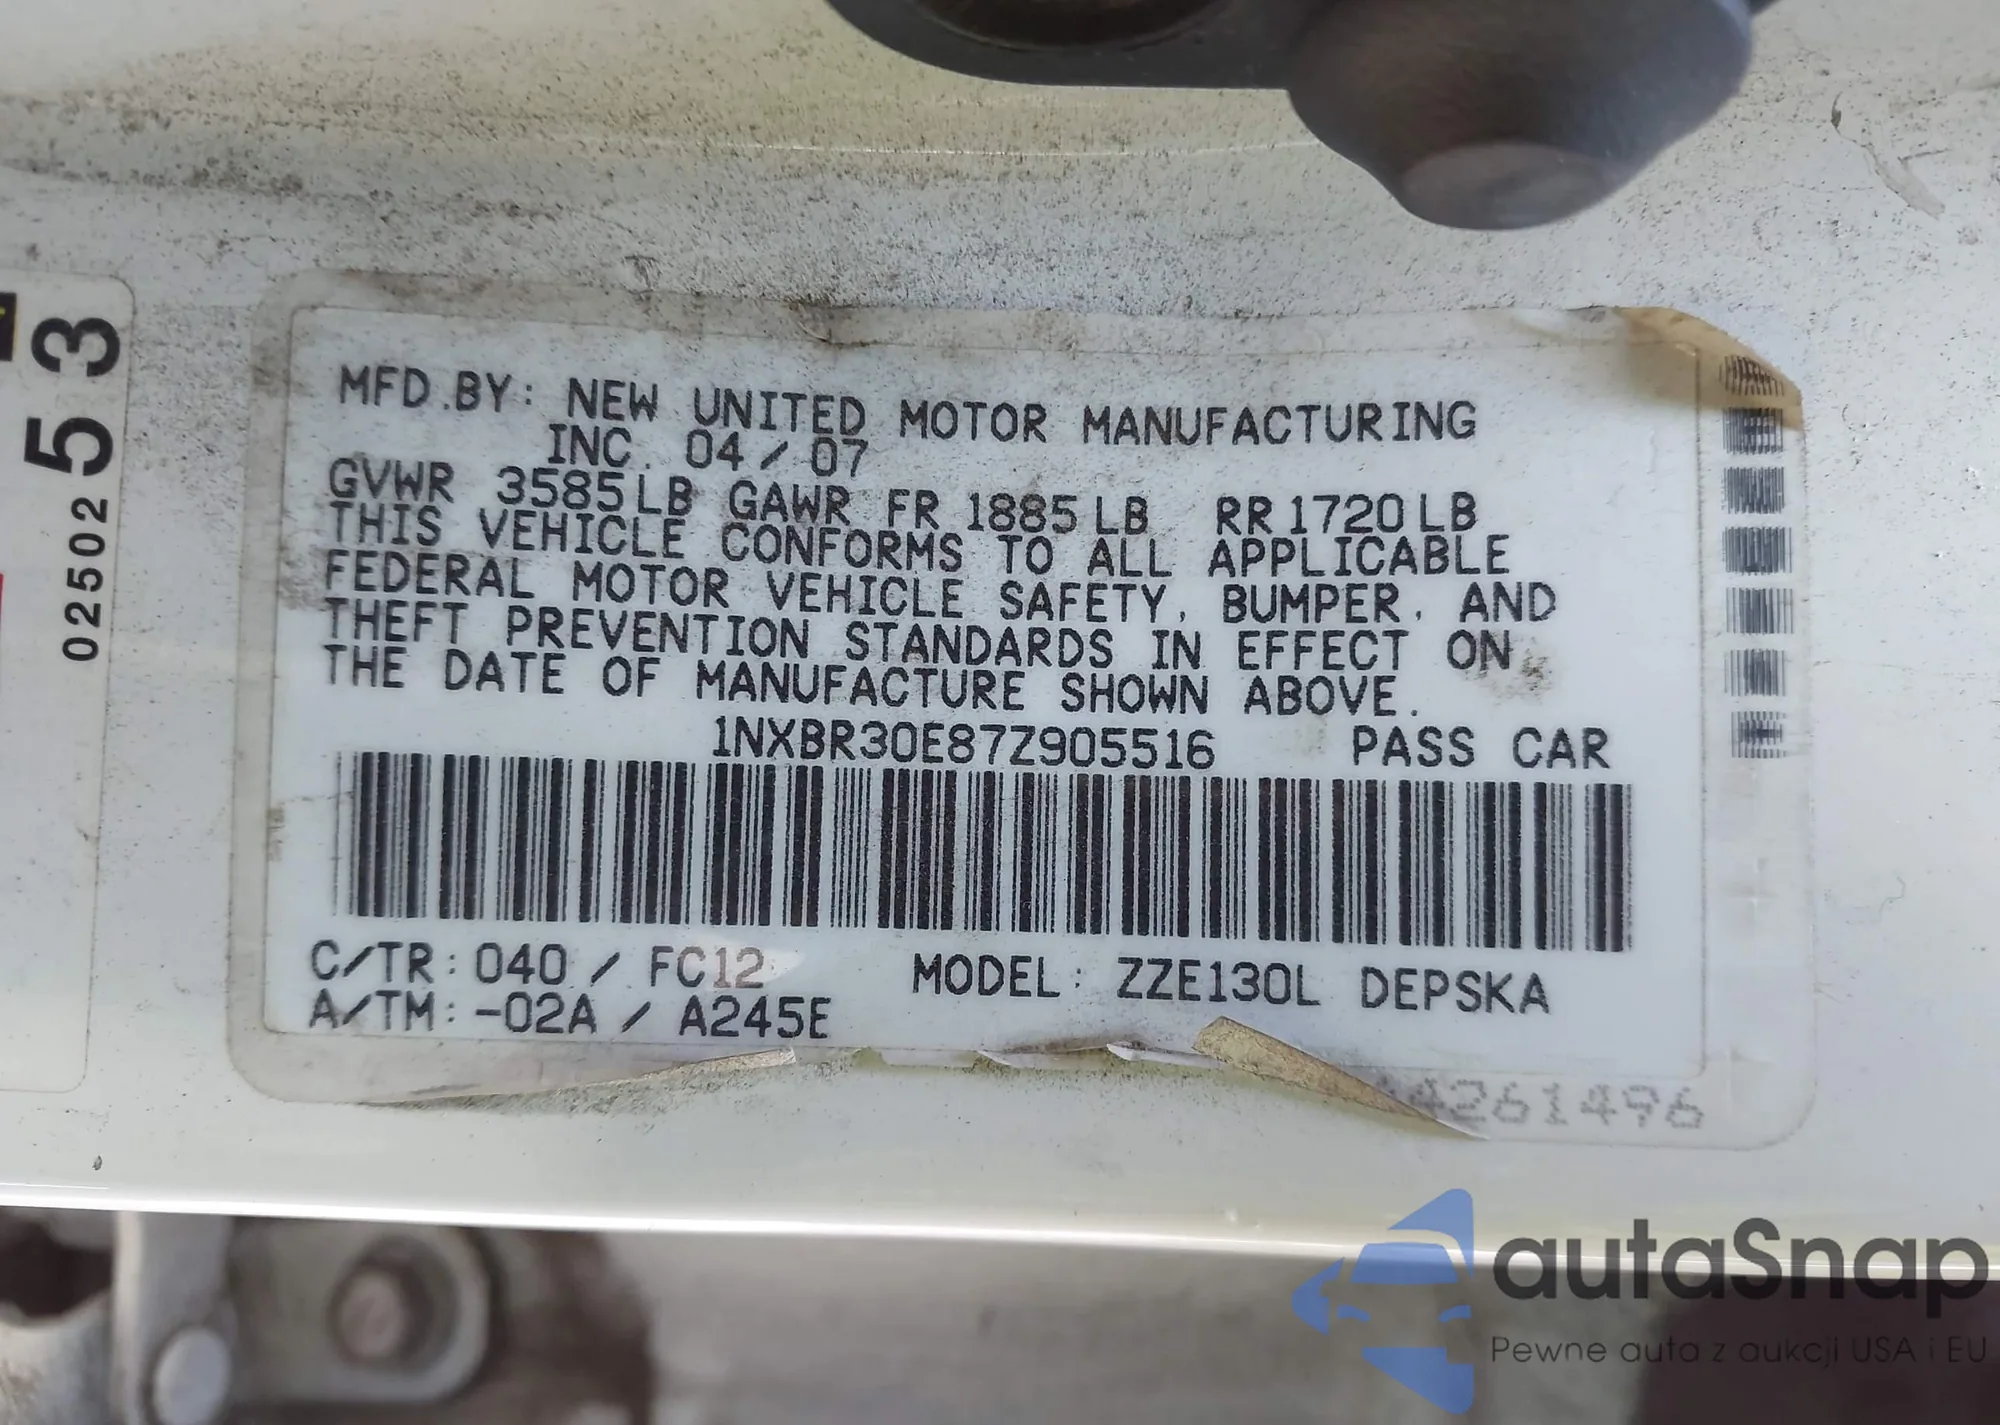 53
02502
MFD.BY: NEW UNITED MOTOR MANUFACTURING
INC. 04/07
GVWR 3585LB GAWR FR 1885LB RR1720LB
THIS VEHICLE CONFORMS TO ALL APPLICABLE
FEDERAL MOTOR VEHICLE SAFETY, BUMPER, AND
THEFT PREVENTION STANDARDS IN EFFECT ON
THE DATE OF MANUFACTURE SHOWN ABOVE.
1NXBR30E87Z905516 PASS CAR
C/TR: 040 / FC12 MODEL: ZZE130L DEPSKA
A/TM: -02A / A245E
4261496
autaSnap
Pewne auta z aukcji USA i EU